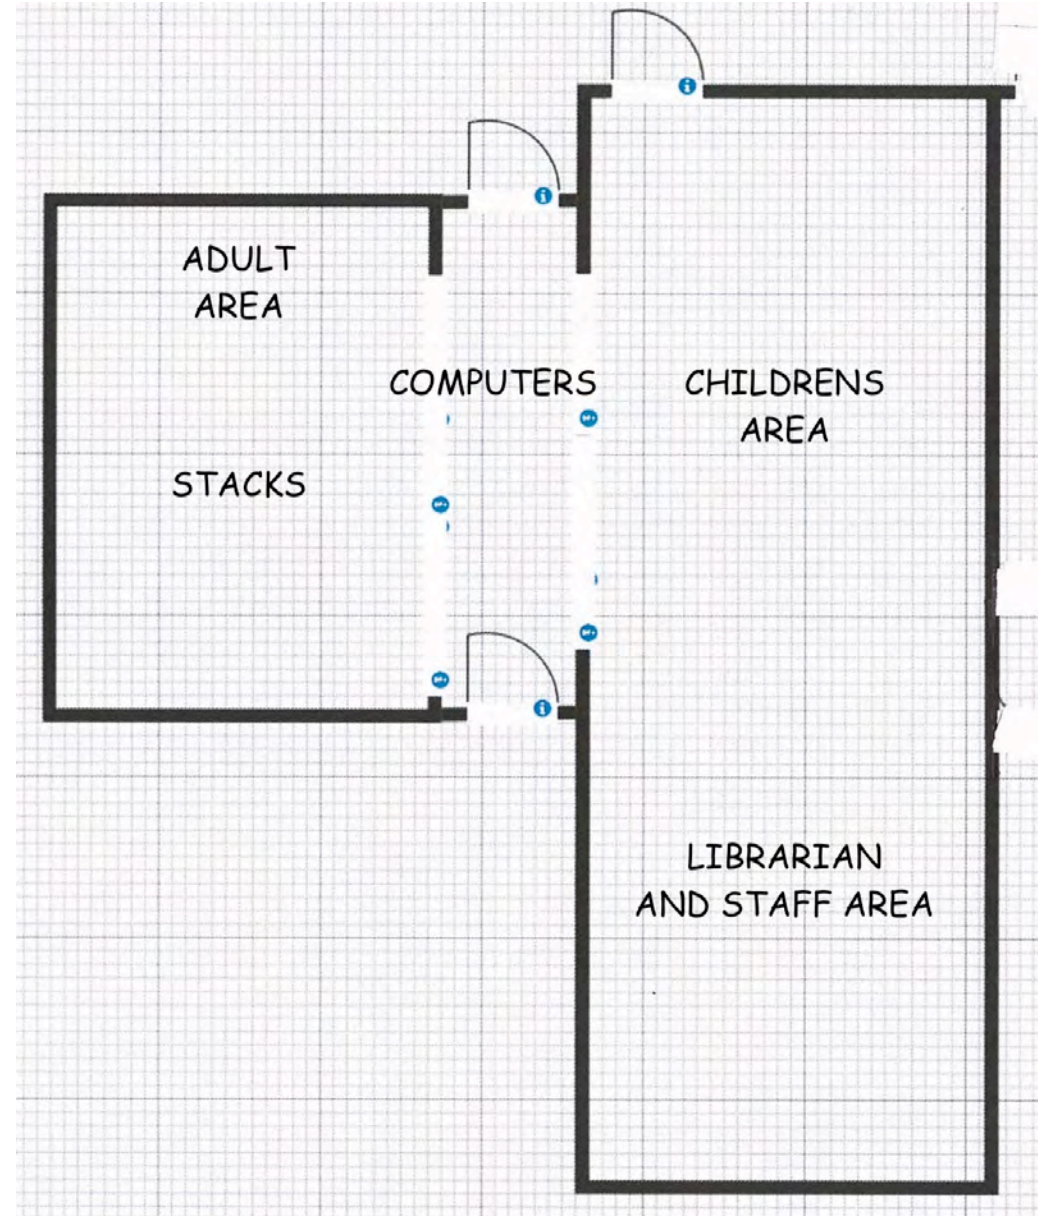 ADULT
AREA
COMPUTERS
CHILDRENS
AREA
STACKS
LIBRARIAN
AND STAFF AREA